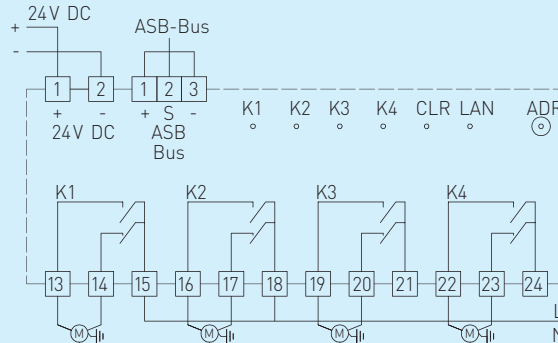 24V DC
ASB-Bus
+
-
1 2 1 2 3
+ - + S -
24V DC ASB
Bus
K1 K2 K3 K4 CLR LAN ADR
K1 K2 K3 K4
13 14 15 16 17 18 19 20 21 22 23 24
L
M M M M N